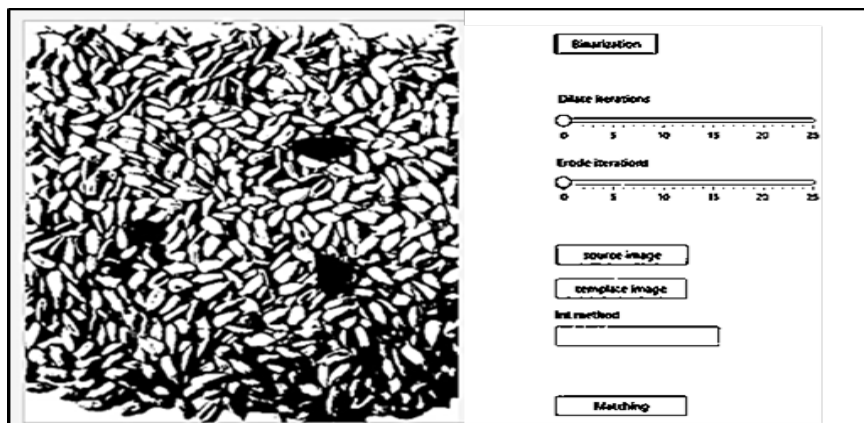 Binarization
Dilate iterations
0 5 10 15 20 25
Erode iterations
0 5 10 15 20 25
source image
template image
Int method
Matching